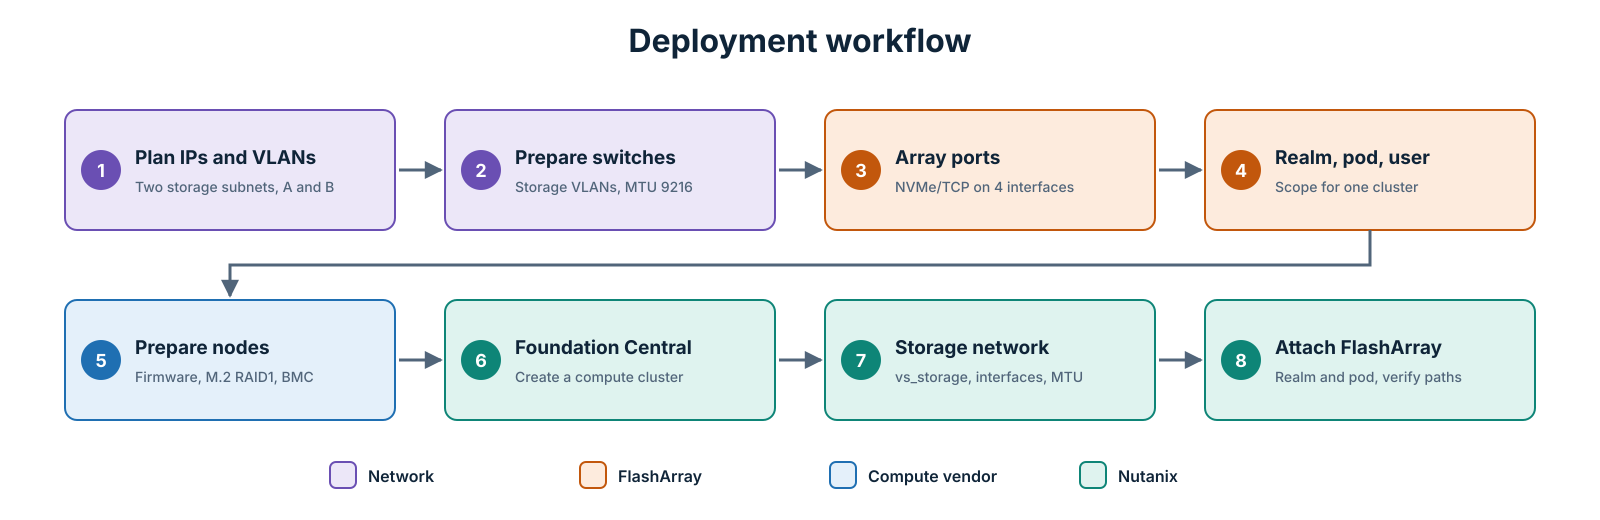 Deployment workflow
1
Plan IPs and VLANs
Two storage subnets, A and B
2
Prepare switches
Storage VLANs, MTU 9216
3
Array ports
NVMe/TCP on 4 interfaces
4
Realm, pod, user
Scope for one cluster
5
Prepare nodes
Firmware, M.2 RAID1, BMC
6
Foundation Central
Create a compute cluster
7
Storage network
vs_storage, interfaces, MTU
8
Attach FlashArray
Realm and pod, verify paths
Network
FlashArray
Compute vendor
Nutanix